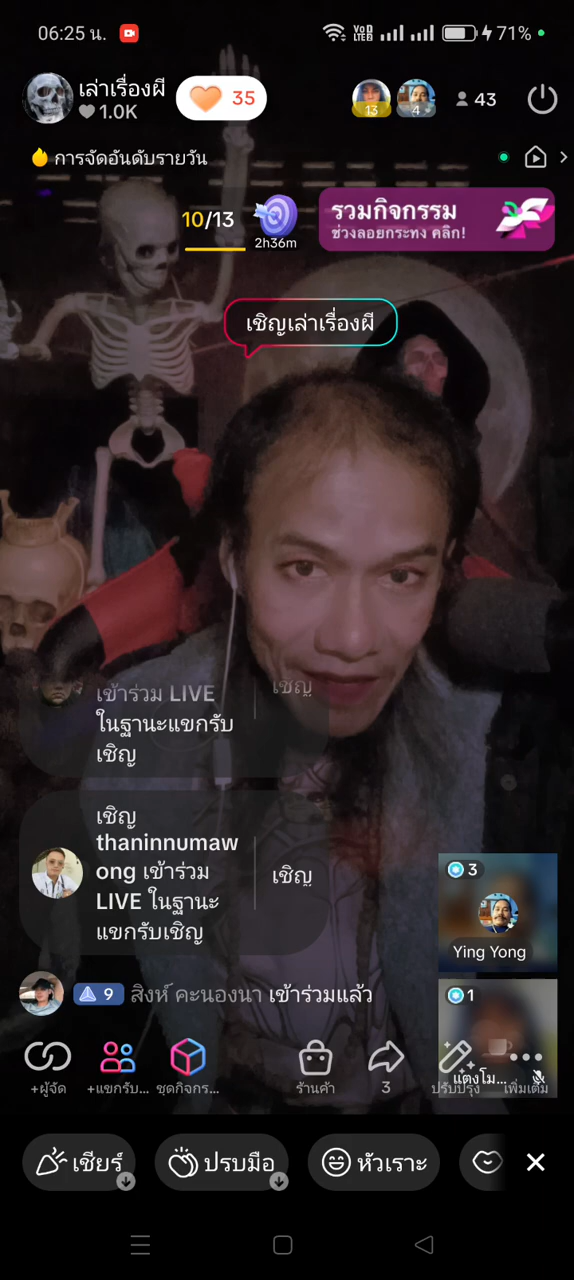 06:25 น.
VoD LTE2
71%
เล่าเรื่องผี
1.0K
35
13
4
43
การจัดอันดับรายวัน
10/13
2h36m
รวมกิจกรรม
ช่วงลอยกระทง คลิก!
เชิญเล่าเรื่องผี
เข้าร่วม LIVE
ในฐานะแขกรับ
เชิญ
เชิญ
เชิญ
thaninnumaw
ong เข้าร่วม
LIVE ในฐานะ
แขกรับเชิญ
เชิญ
3
Ying Yong
9 สิงห์ คะนองนา เข้าร่วมแล้ว
1
แตงโม...
+ผู้จัด
+แขกรับ...
ชุดกิจกร...
ร้านค้า
3
ปรับปรุง
เพิ่มเติม
เชียร์
ปรบมือ
หัวเราะ